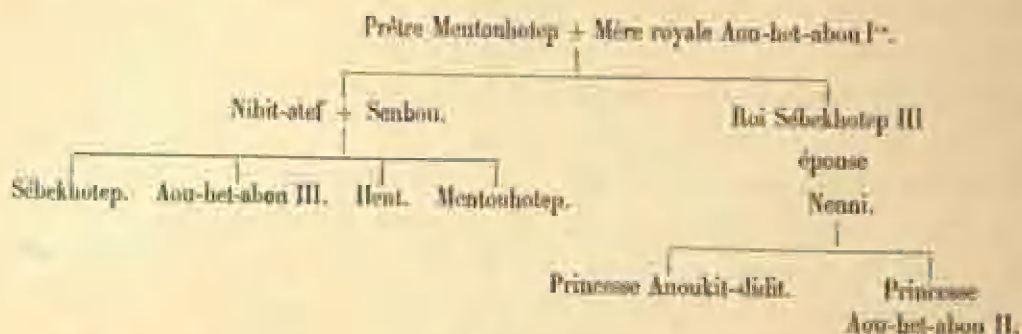 Prêtre Mentouhotep + Mère royale Aou-het-abou Iʳᵉ.
Nibit-atef + Senbou. Roi Sébekhotep III
épouse
Sébekhotep. Aou-het-abou III. Hent. Mentouhotep. Nenni.
Princesse Anoukit-didit. Princesse
Aou-het-abou II.